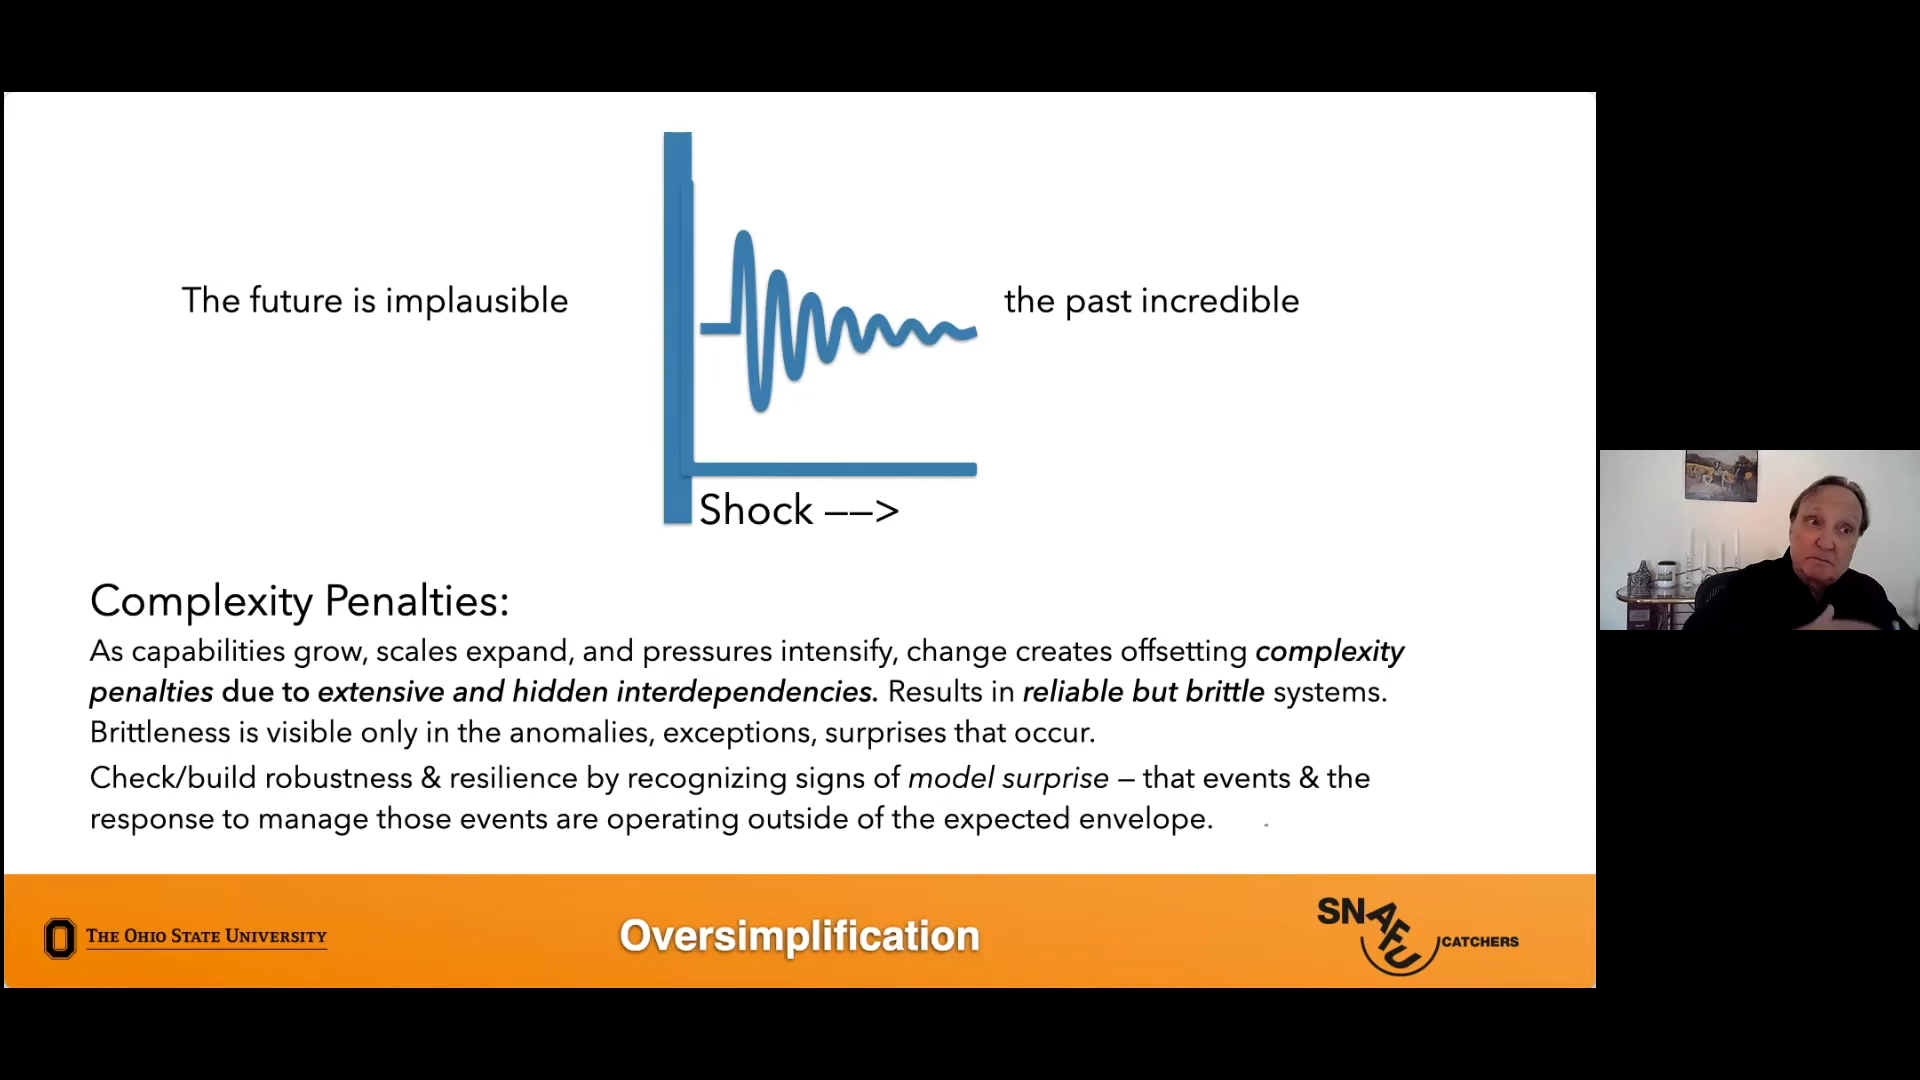 The future is implausible
the past incredible
Shock ––>
Complexity Penalties:
As capabilities grow, scales expand, and pressures intensify, change creates offsetting complexity
penalties due to extensive and hidden interdependencies. Results in reliable but brittle systems.
Brittleness is visible only in the anomalies, exceptions, surprises that occur.
Check/build robustness & resilience by recognizing signs of model surprise – that events & the
response to manage those events are operating outside of the expected envelope.
THE OHIO STATE UNIVERSITY
Oversimplification
SNAFU
CATCHERS